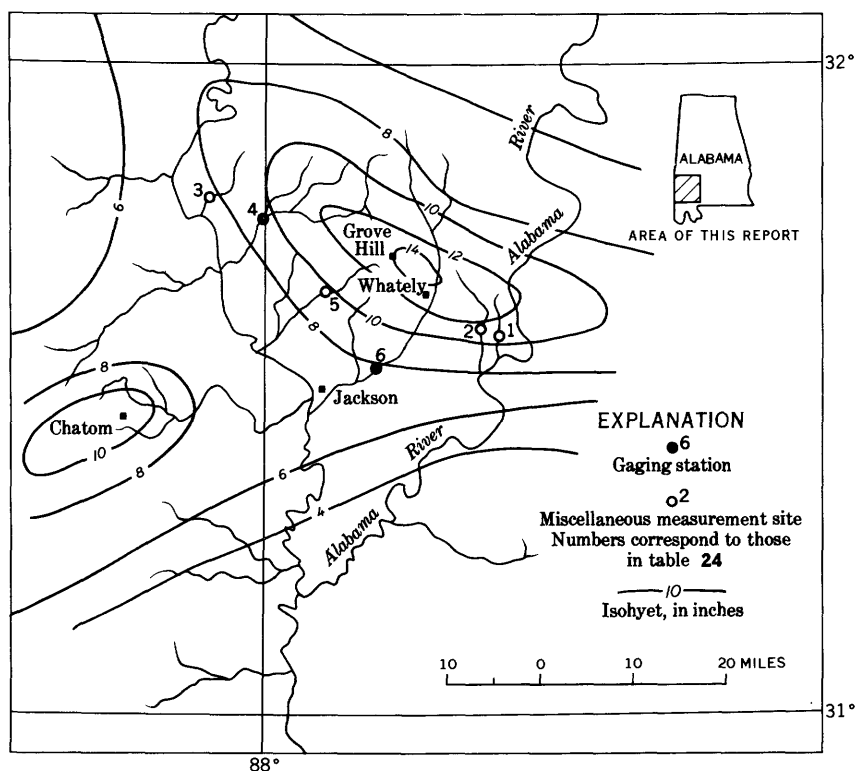 32°
8
River
ALABAMA
AREA OF THIS REPORT
6
3
4
10
Grove
Hill
12
14
Alabama
Whately
5
8
10
2
1
6
8
Jackson
Chatom
10
8
6
River
4
Alabama
EXPLANATION
6
Gaging station
2
Miscellaneous measurement site
Numbers correspond to those
in table 24
10
Isohyet, in inches
10 0 10 20 MILES
31°
88°